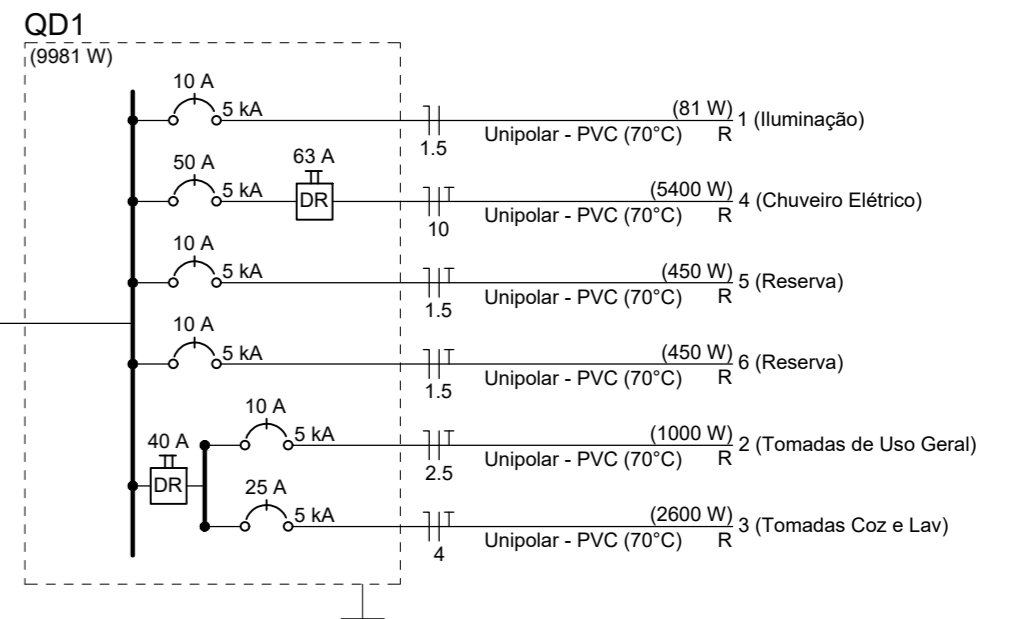 QD1
(9981 W)
10 A
5 kA
1.5
(81 W)
Unipolar - PVC (70°C)
R
1 (Iluminação)
50 A
5 kA
63 A
DR
10
(5400 W)
Unipolar - PVC (70°C)
R
4 (Chuveiro Elétrico)
10 A
5 kA
1.5
(450 W)
Unipolar - PVC (70°C)
R
5 (Reserva)
10 A
5 kA
1.5
(450 W)
Unipolar - PVC (70°C)
R
6 (Reserva)
40 A
DR
10 A
5 kA
2.5
(1000 W)
Unipolar - PVC (70°C)
R
2 (Tomadas de Uso Geral)
25 A
5 kA
4
(2600 W)
Unipolar - PVC (70°C)
R
3 (Tomadas Coz e Lav)